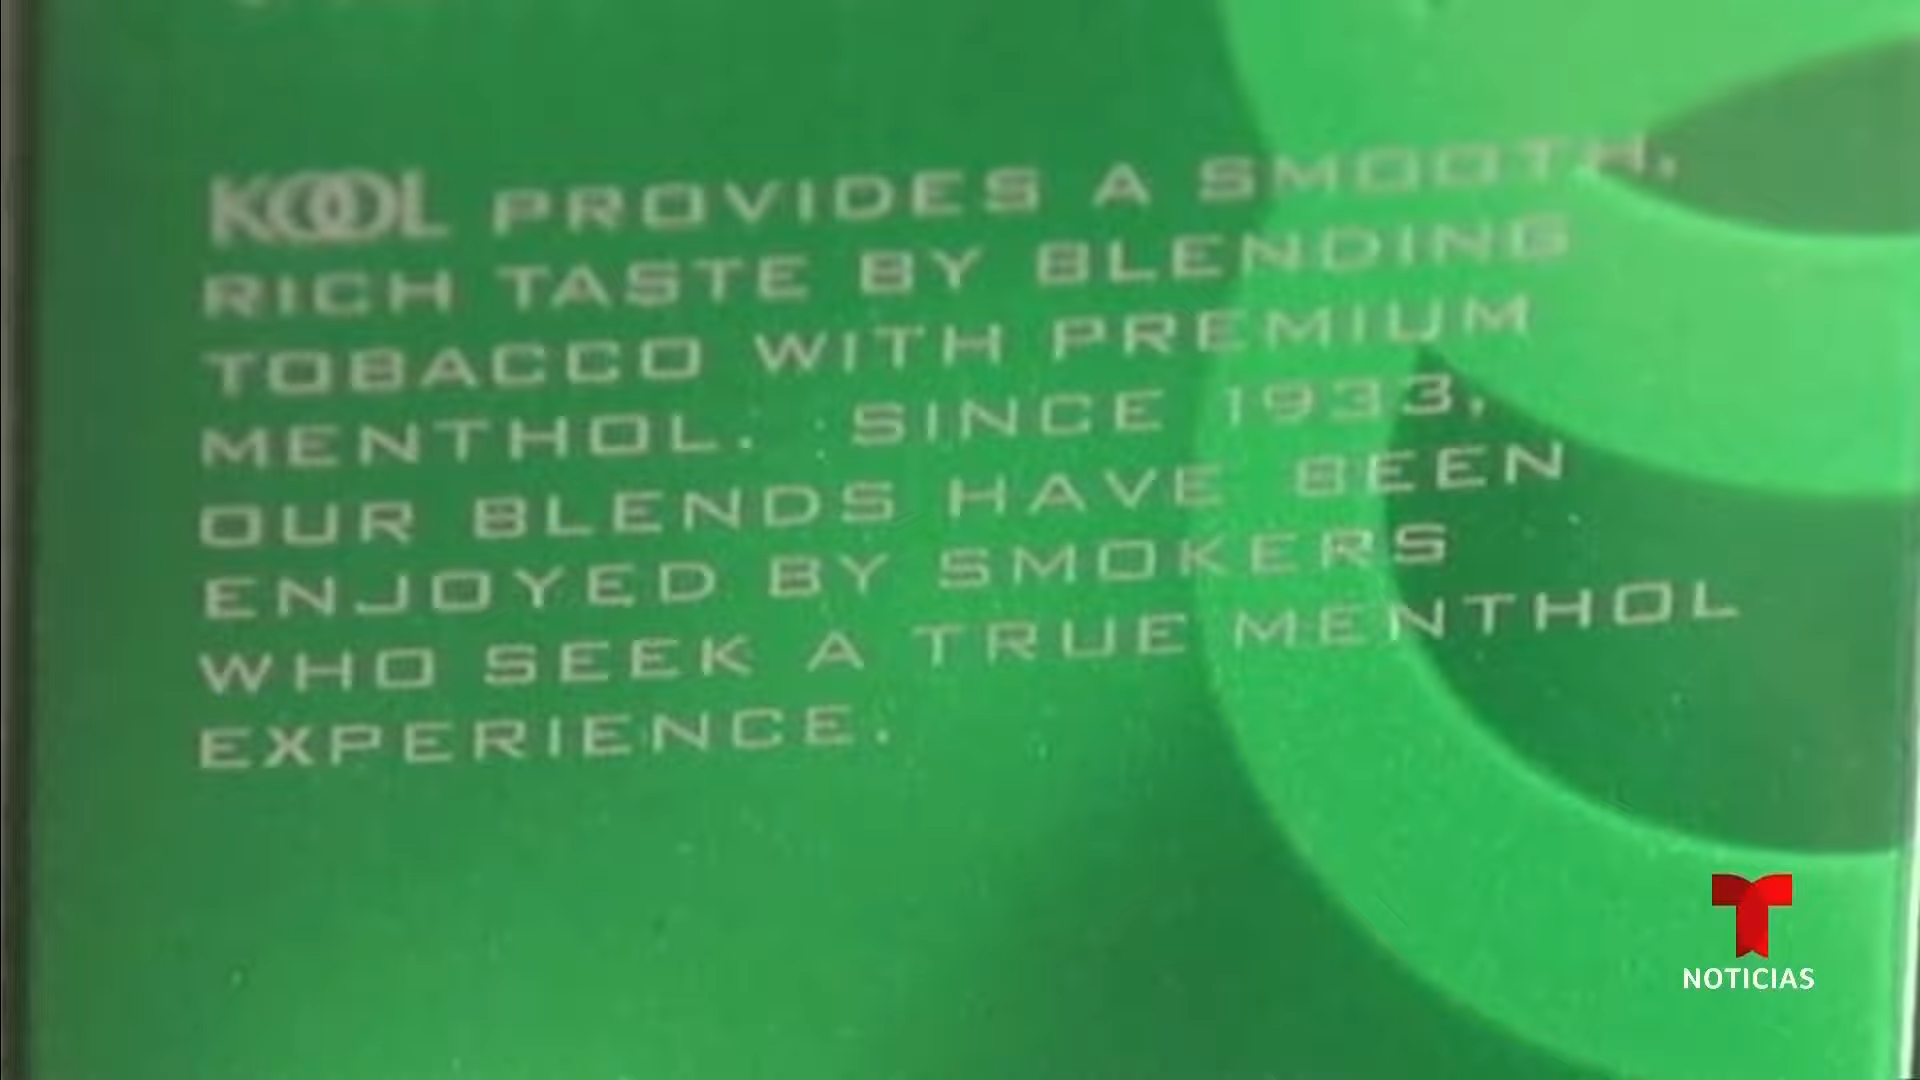 KOOL PROVIDES A SMOOTH,
RICH TASTE BY BLENDING
TOBACCO WITH PREMIUM
MENTHOL. SINCE 1933,
OUR BLENDS HAVE BEEN
ENJOYED BY SMOKERS
WHO SEEK A TRUE MENTHOL
EXPERIENCE.
NOTICIAS